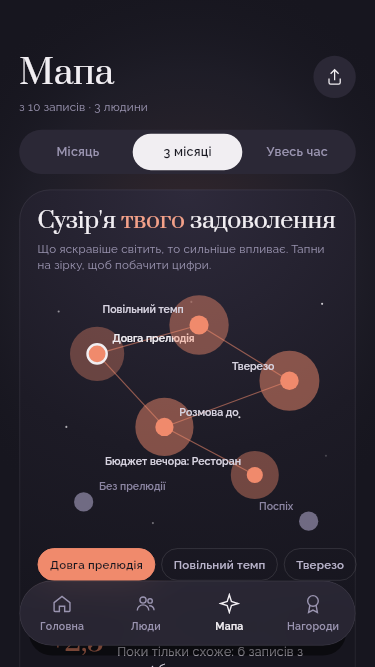 Мапа
з 10 записів · 3 людини
Місяць
3 місяці
Увесь час
Сузір'я твого задоволення
Що яскравіше світить, то сильніше впливає. Тапни
на зірку, щоб побачити цифри.
Повільний темп
Довга прелюдія
Тверезо
Розмова до
Бюджет вечора: Ресторан
Без прелюдії
Поспіх
Довга прелюдія
Повільний темп
Тверезо
Головна
Люди
Мапа
Нагороди
Поки тільки схоже: 6 записів з